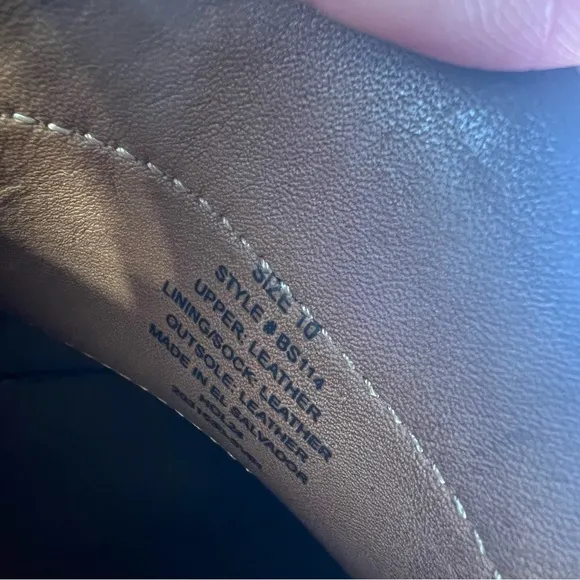 SIZE 10
STYLE # BS114
UPPER: LEATHER
LINING/SOCK: LEATHER
OUTSOLE: LEATHER
MADE IN EL SALVADOR